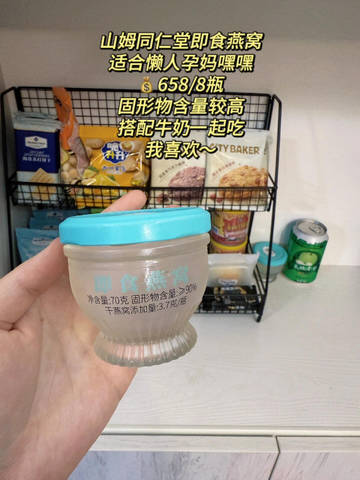 山姆同仁堂即食燕窝
适合懒人孕妈嘿嘿
💰658/8瓶
固形物含量较高
搭配牛奶一起吃
我喜欢～
TYBAKER
即食燕窝
净含量:70克 固形物含量:≥90%
干燕窝添加量:3.7克/瓶